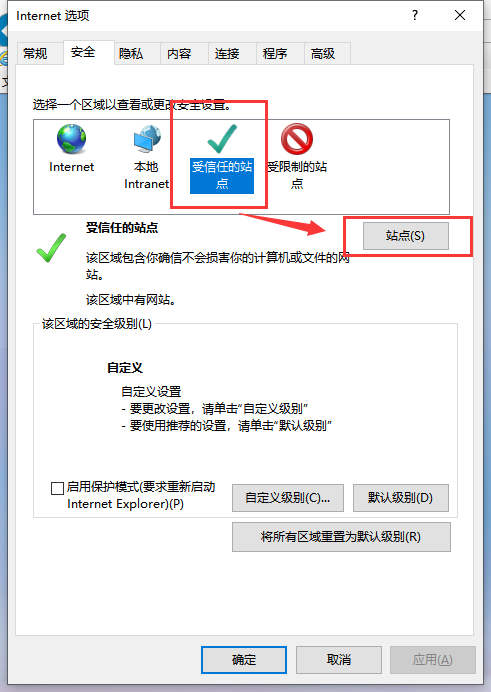 Internet 选项
?
常规 安全 隐私 内容 连接 程序 高级
选择一个区域以查看或更改安全设置。
Internet
本地
Intranet
受信任的站
点
受限制的站
点
受信任的站点
站点(S)
该区域包含你确信不会损害你的计算机或文件的网
站。
该区域中有网站。
该区域的安全级别(L)
自定义
自定义设置
- 要更改设置，请单击“自定义级别”
- 要使用推荐的设置，请单击“默认级别”
启用保护模式(要求重新启动
Internet Explorer)(P)
自定义级别(C)... 默认级别(D)
将所有区域重置为默认级别(R)
确定 取消 应用(A)